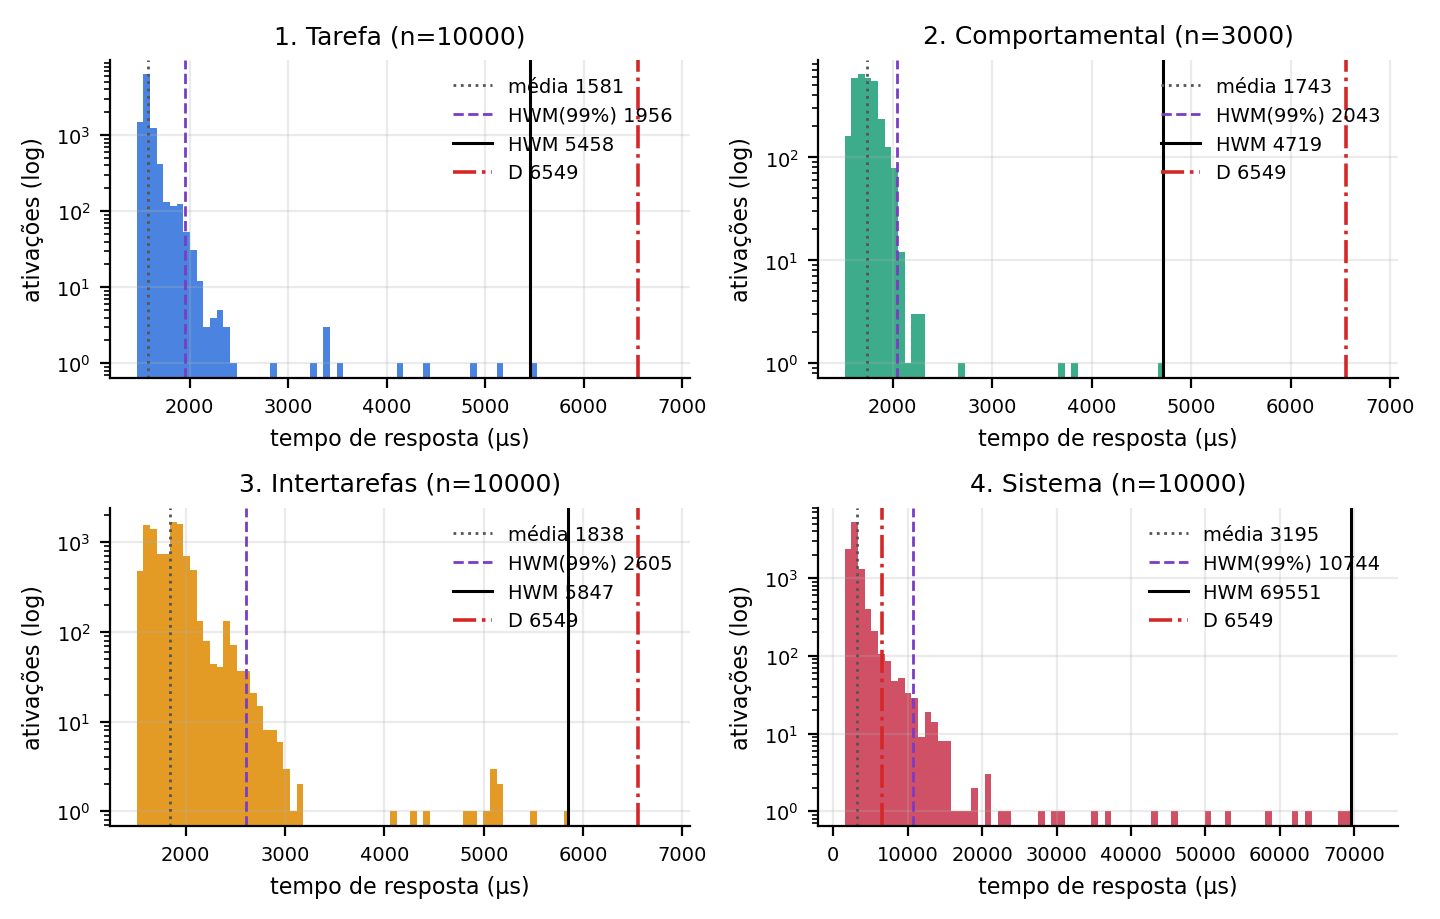 1. Tarefa (n=10000)
média 1581
HWM(99%) 1956
HWM 5458
D 6549
ativações (log)
10³
10²
10¹
10⁰
2000 3000 4000 5000 6000 7000
tempo de resposta (µs)
2. Comportamental (n=3000)
média 1743
HWM(99%) 2043
HWM 4719
D 6549
ativações (log)
10²
10¹
10⁰
2000 3000 4000 5000 6000 7000
tempo de resposta (µs)
3. Intertarefas (n=10000)
média 1838
HWM(99%) 2605
HWM 5847
D 6549
ativações (log)
10³
10²
10¹
10⁰
2000 3000 4000 5000 6000 7000
tempo de resposta (µs)
4. Sistema (n=10000)
média 3195
HWM(99%) 10744
HWM 69551
D 6549
ativações (log)
10³
10²
10¹
10⁰
0 10000 20000 30000 40000 50000 60000 70000
tempo de resposta (µs)